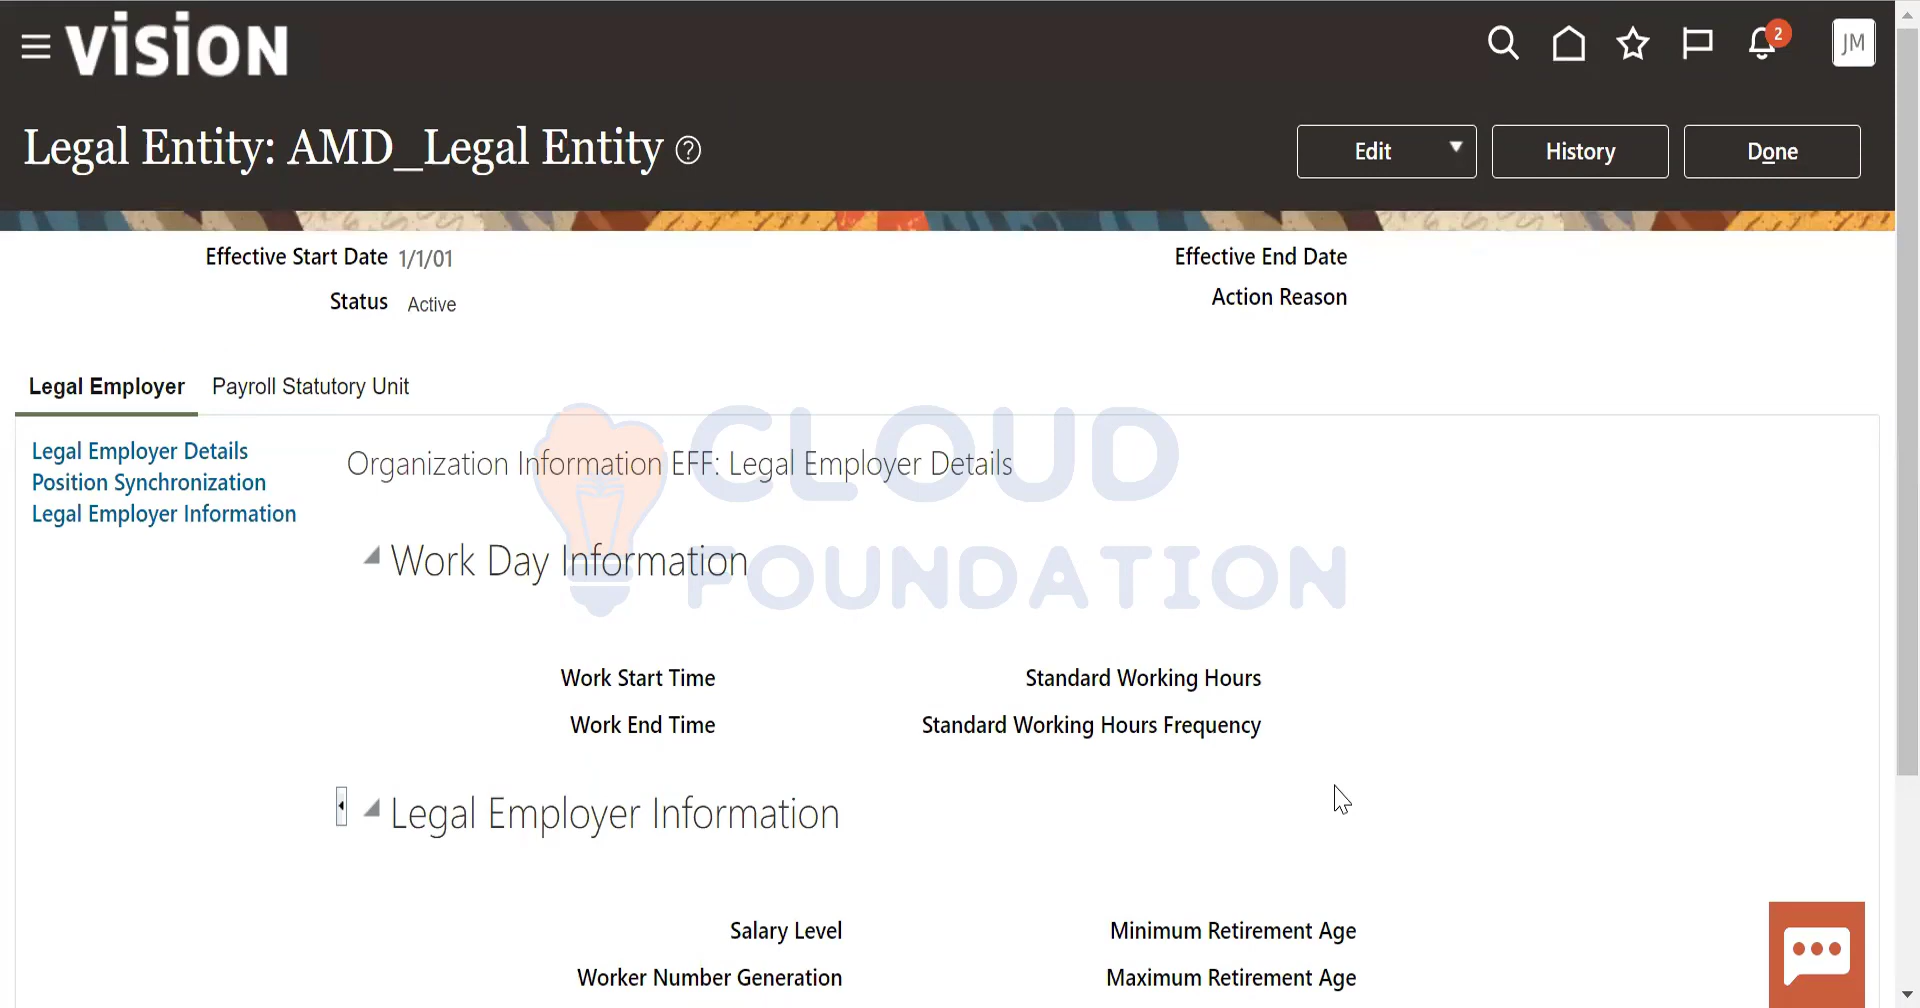 vision
2
JM
Legal Entity: AMD_Legal Entity ?
Edit
History
Done
Effective Start Date 1/1/01
Effective End Date
Status Active
Action Reason
Legal Employer Payroll Statutory Unit
Legal Employer Details
Position Synchronization
Legal Employer Information
Organization Information EFF: Legal Employer Details
CLOUD
FOUNDATION
Work Day Information
Work Start Time Standard Working Hours
Work End Time Standard Working Hours Frequency
Legal Employer Information
Salary Level Minimum Retirement Age
Worker Number Generation Maximum Retirement Age